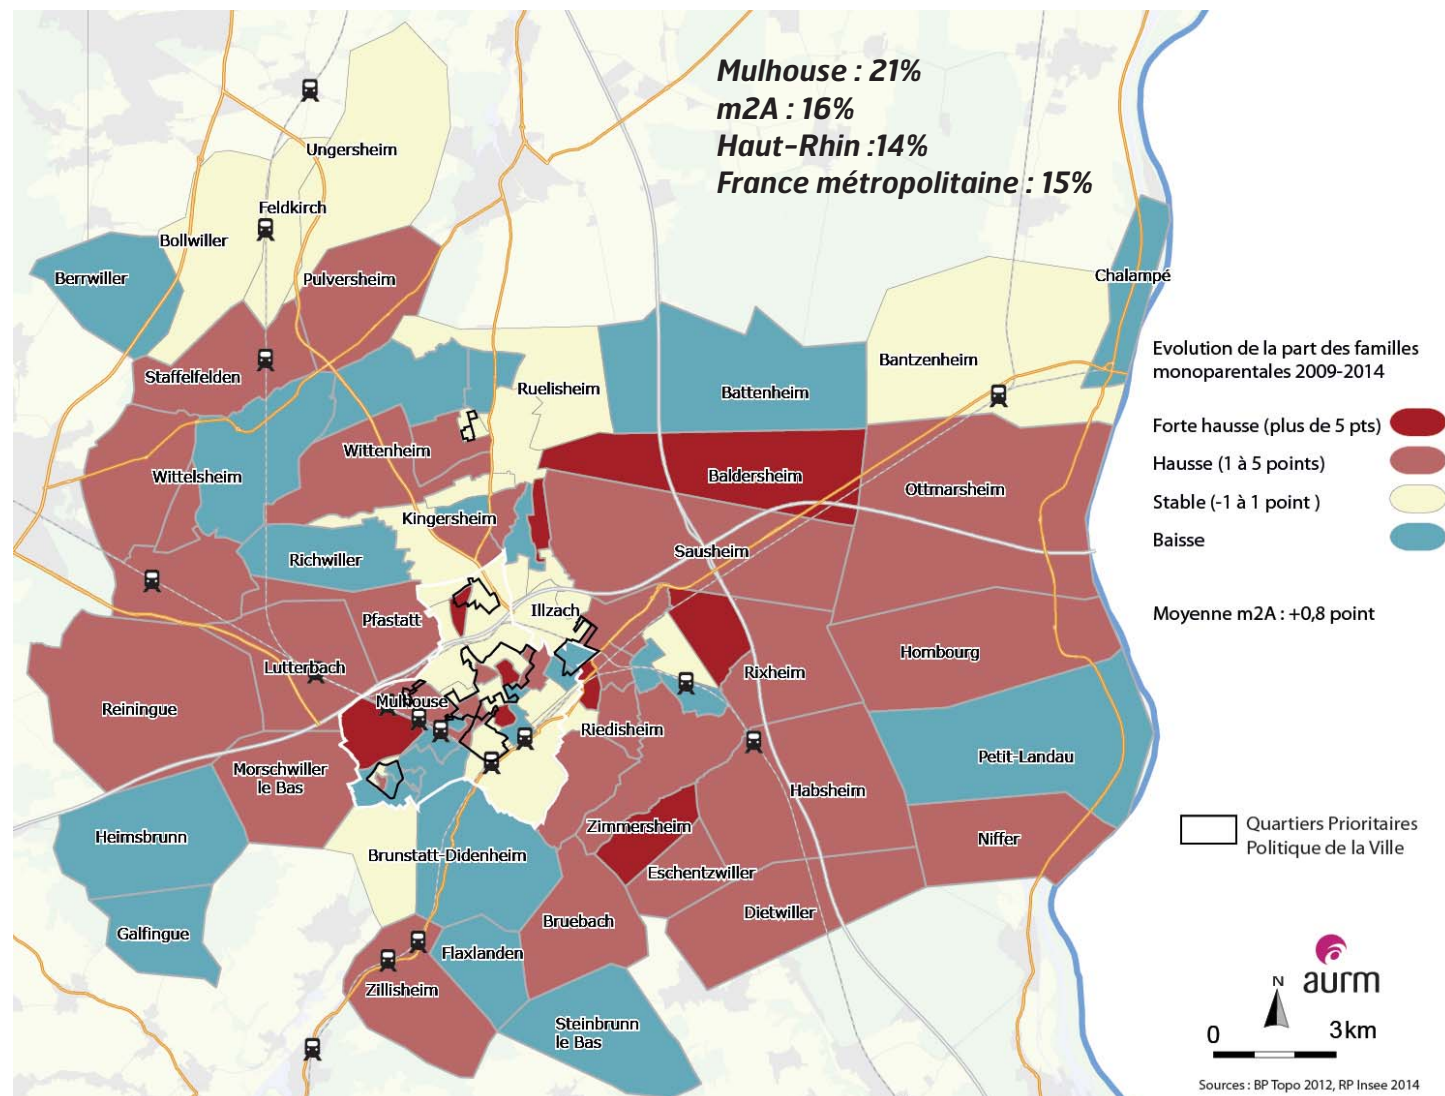 Mulhouse : 21%
m2A : 16%
Haut-Rhin :14%
France métropolitaine : 15%
Ungersheim
Feldkirch
Bollwiller
Berrwiller
Pulversheim
Chalampé
Staffelfelden
Ruelisheim
Battenheim
Bantzenheim
Wittenheim
Wittelsheim
Baldersheim
Ottmarsheim
Kingersheim
Richwiller
Sausheim
Pfastatt
Illzach
Lutterbach
Rixheim
Hombourg
Reiningue
Mulhouse
Riedisheim
Morschwiller
le Bas
Petit-Landau
Habsheim
Heimsbrunn
Zimmersheim
Niffer
Brunstatt-Didenheim
Eschentzwiller
Dietwiller
Bruebach
Galfingue
Flaxlanden
Zillisheim
Steinbrunn
le Bas
Evolution de la part des familles
monoparentales 2009-2014
Forte hausse (plus de 5 pts)
Hausse (1 à 5 points)
Stable (-1 à 1 point )
Baisse
Moyenne m2A : +0,8 point
Quartiers Prioritaires
Politique de la Ville
aurm
N
0 3km
Sources : BP Topo 2012, RP Insee 2014